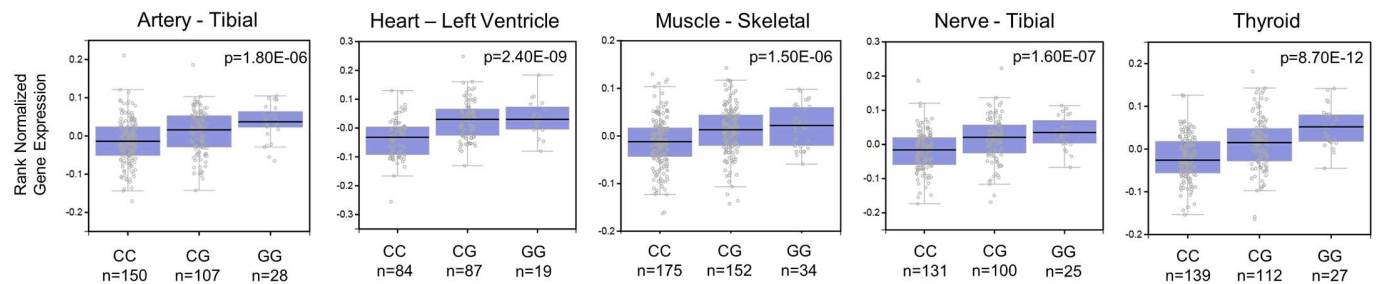 Artery - Tibial
Heart – Left Ventricle
Muscle - Skeletal
Nerve - Tibial
Thyroid
Rank Normalized
Gene Expression
p=1.80E-06
0.2
0.1
0.0
-0.1
-0.2
CC CG GG
n=150 n=107 n=28
p=2.40E-09
0.3
0.2
0.1
-0.0
-0.1
-0.2
-0.3
CC CG GG
n=84 n=87 n=19
p=1.50E-06
0.2
0.1
0.0
-0.1
-0.2
CC CG GG
n=175 n=152 n=34
p=1.60E-07
0.3
0.2
0.1
0.0
-0.1
-0.2
CC CG GG
n=131 n=100 n=25
p=8.70E-12
0.2
0.1
0.0
-0.1
-0.2
CC CG GG
n=139 n=112 n=27